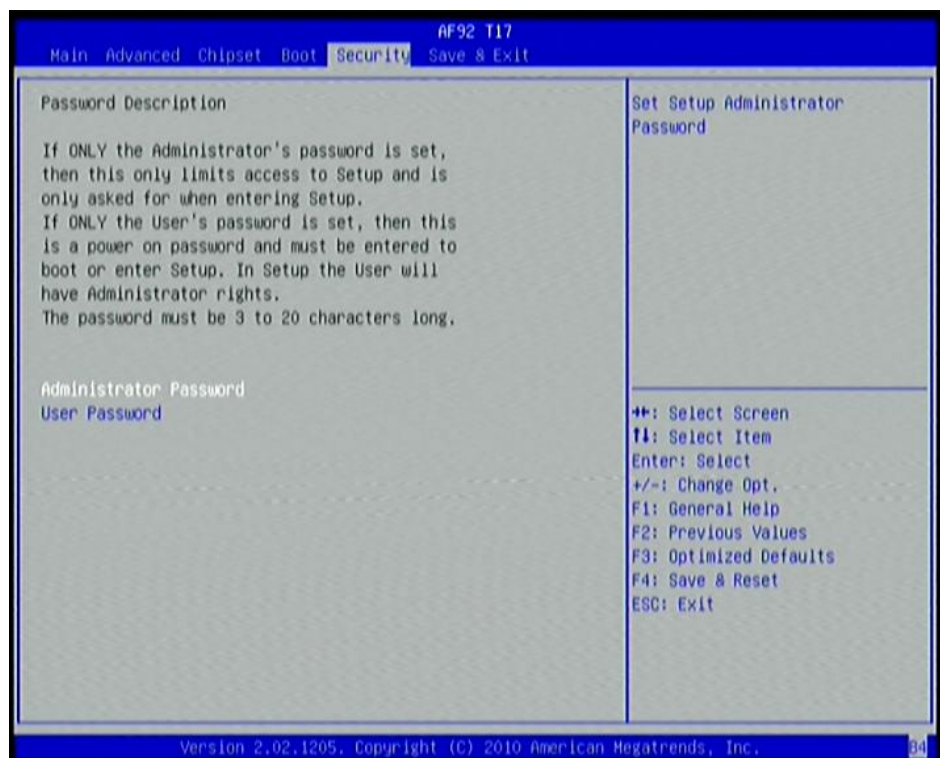 AF92 T17
Main Advanced Chipset Boot Security Save & Exit
Password Description
If ONLY the Administrator's password is set,
then this only limits access to Setup and is
only asked for when entering Setup.
If ONLY the User's password is set, then this
is a power on password and must be entered to
boot or enter Setup. In Setup the User will
have Administrator rights.
The password must be 3 to 20 characters long.
Administrator Password
User Password
Set Setup Administrator
Password
→←: Select Screen
↑↓: Select Item
Enter: Select
+/-: Change Opt.
F1: General Help
F2: Previous Values
F3: Optimized Defaults
F4: Save & Reset
ESC: Exit
Version 2.02.1205. Copyright (C) 2010 American Megatrends, Inc.
B4